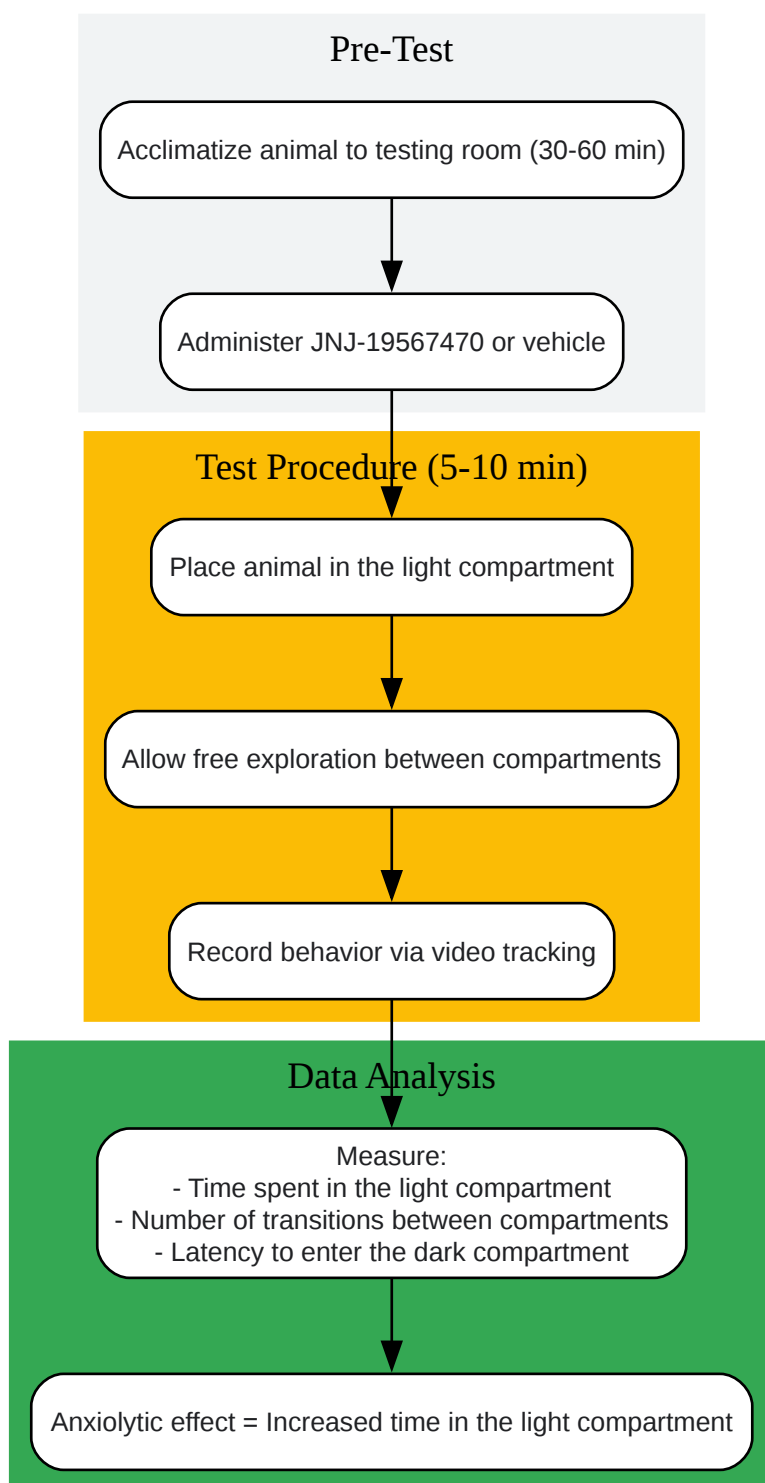 Pre-Test
Acclimatize animal to testing room (30-60 min)
Administer JNJ-19567470 or vehicle
Test Procedure (5-10 min)
Place animal in the light compartment
Allow free exploration between compartments
Record behavior via video tracking
Data Analysis
Measure:
- Time spent in the light compartment
- Number of transitions between compartments
- Latency to enter the dark compartment
Anxiolytic effect = Increased time in the light compartment